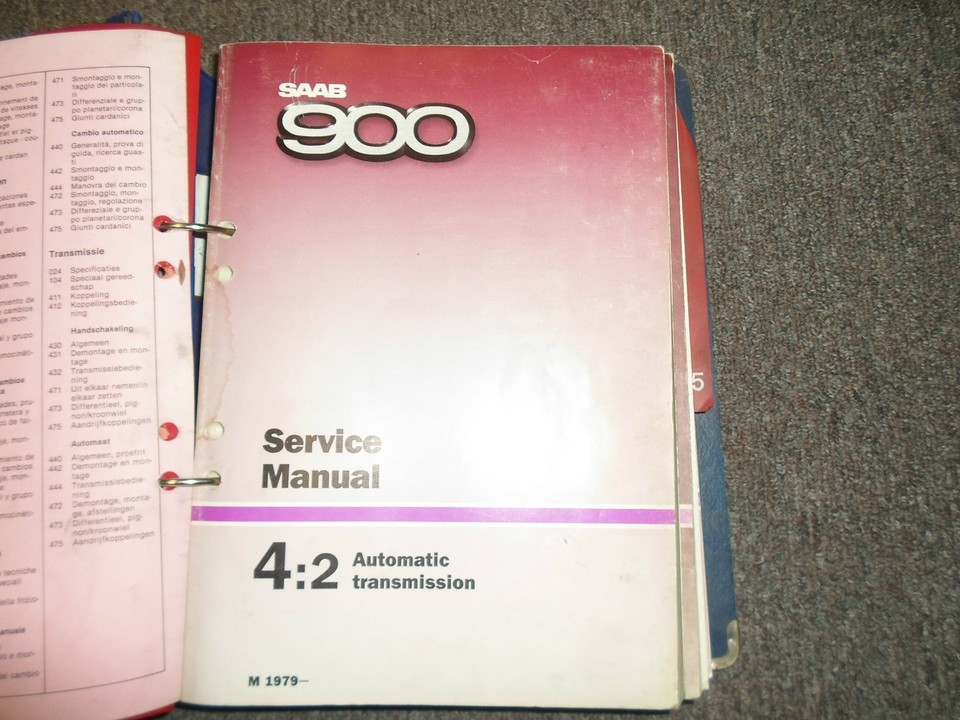 471 Smontaggio e mon-
taggio dei particola-
ri
473 Differenziale e grup-
po planetari/corona
475 Giunti cardanici
Cambio automatico
440 Generalità, prova di
guida, ricerca guas-
ti
442 Smontaggio e mon-
taggio
444 Manovra del cambio
472 Smontaggio, mon-
taggio, regolazione
473 Differeziale e grup-
po planetari/corona
475 Giunti cardanici
Transmissie
024 Specificaties
104 Speciaal gereed-
schap
411 Koppeling
412 Koppelingsbedie-
ning
Handschakeling
430 Algemeen
431 Demontage en mon-
tage
432 Transmissiebedie-
ning
471 Uit elkaar nemen/in
elkaar zetten
473 Differentieel, pig-
non/kroonwiel
475 Aandrijfkoppelingen
Automaat
440 Algemeen, proefrit
442 Demontage en mon-
tage
444 Transmissiebedie-
ning
472 Demontage, monta-
ge, afstellingen
473 Differentieel, pig-
non/kroonwiel
475 Aandrijfkoppelingen
SAAB
900
Service
Manual
4:2 Automatic
transmission
M 1979–
5